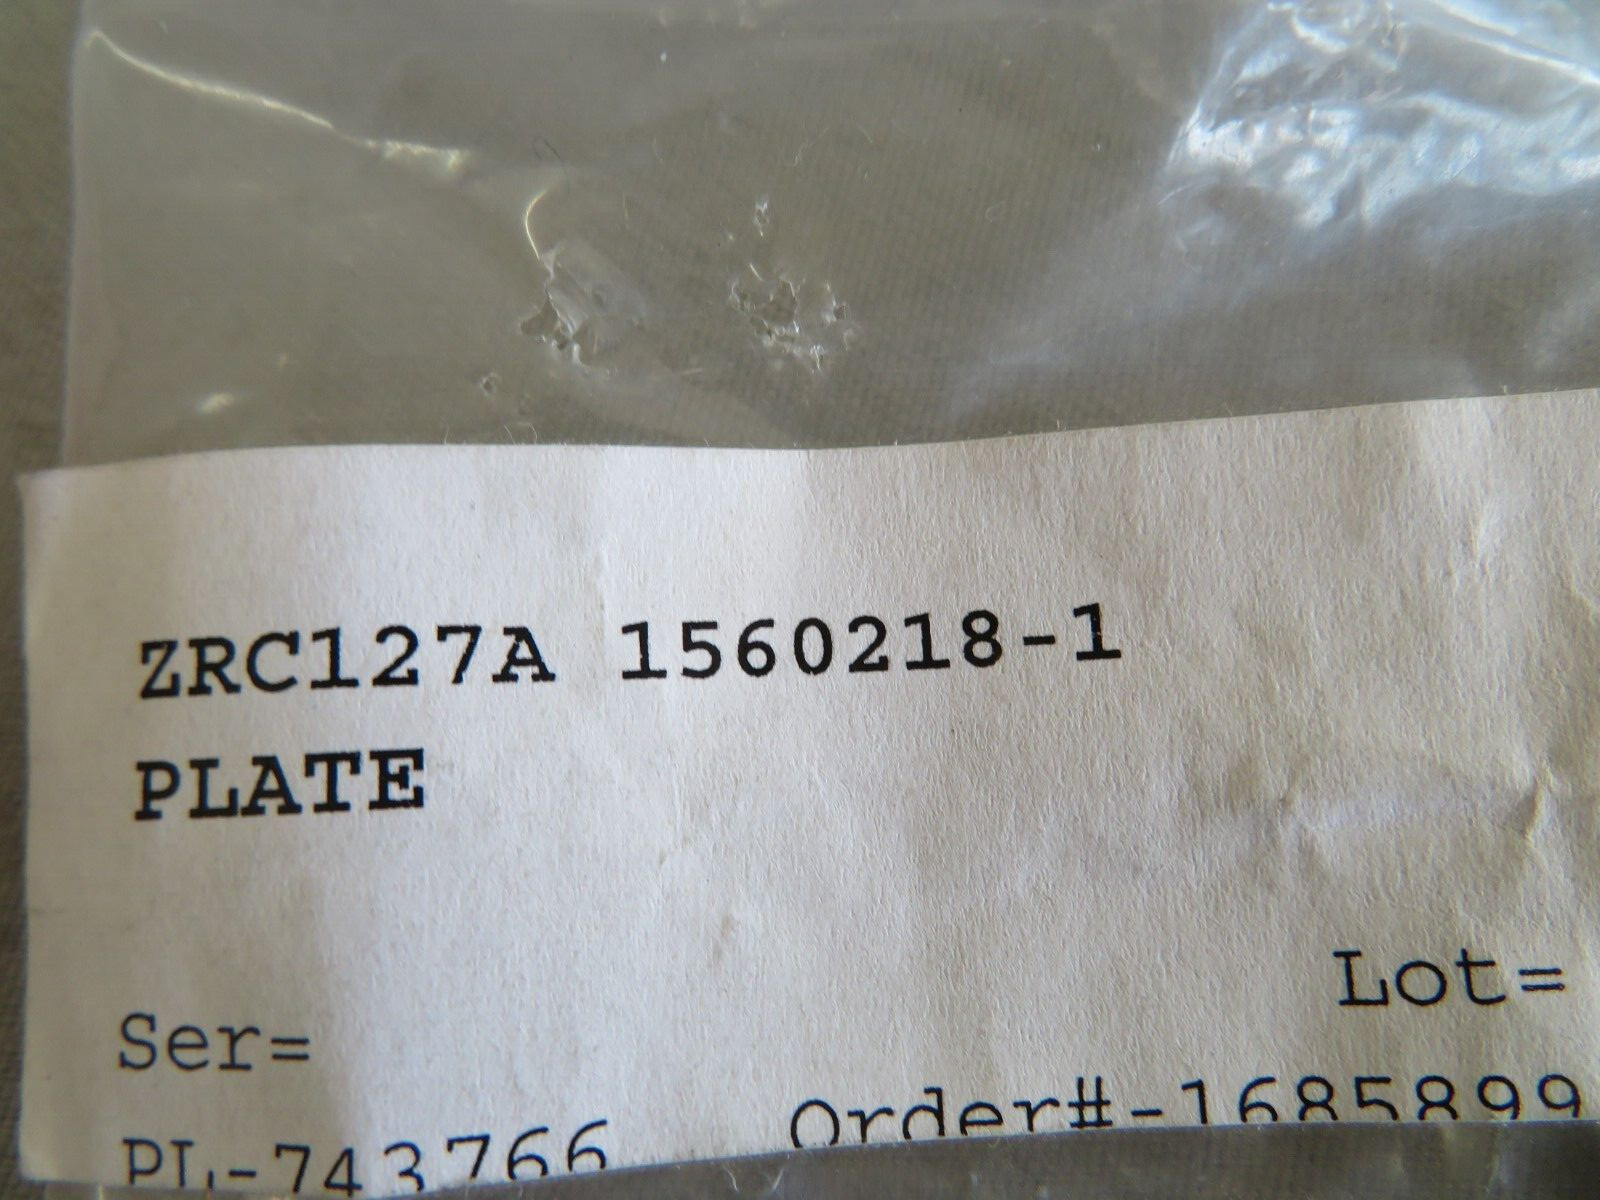 ZRC127A 1560218-1
PLATE
Lot=
Ser=
PL-743766 Order#-1685899